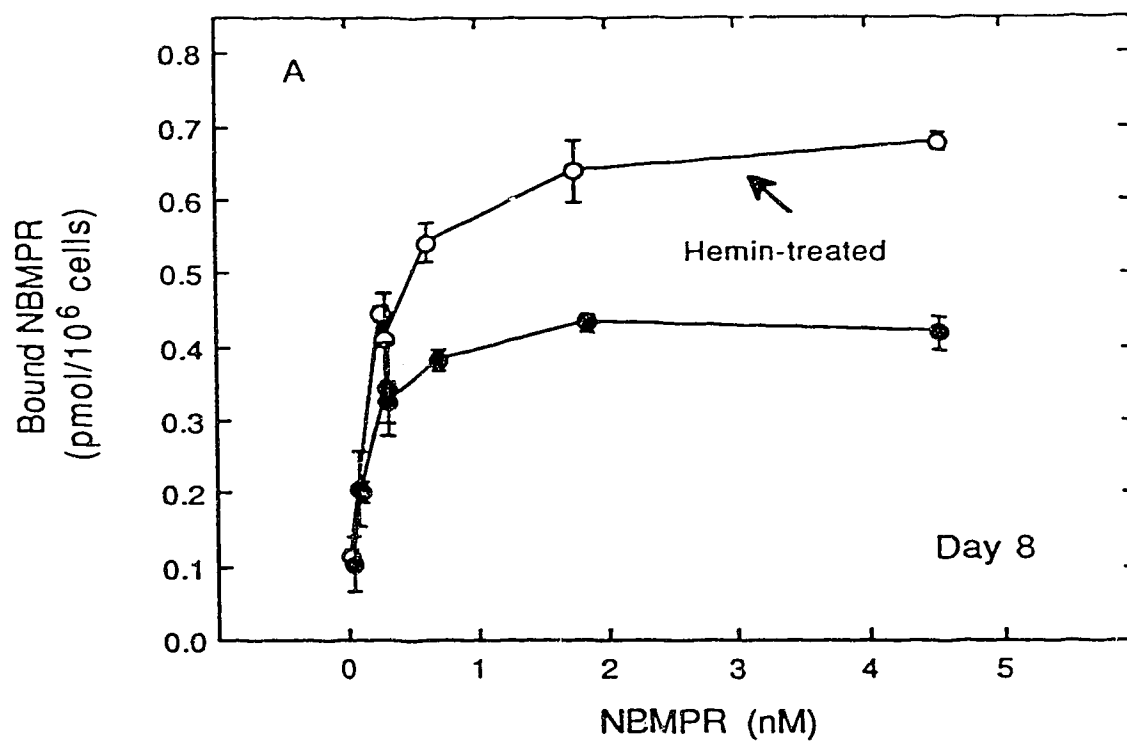 A
0.8
0.7
0.6
0.5
0.4
0.3
0.2
0.1
0.0
Bound NBMPR
(pmol/10⁶ cells)
Hemin-treated
Day 8
0 1 2 3 4 5
NBMPR (nM)